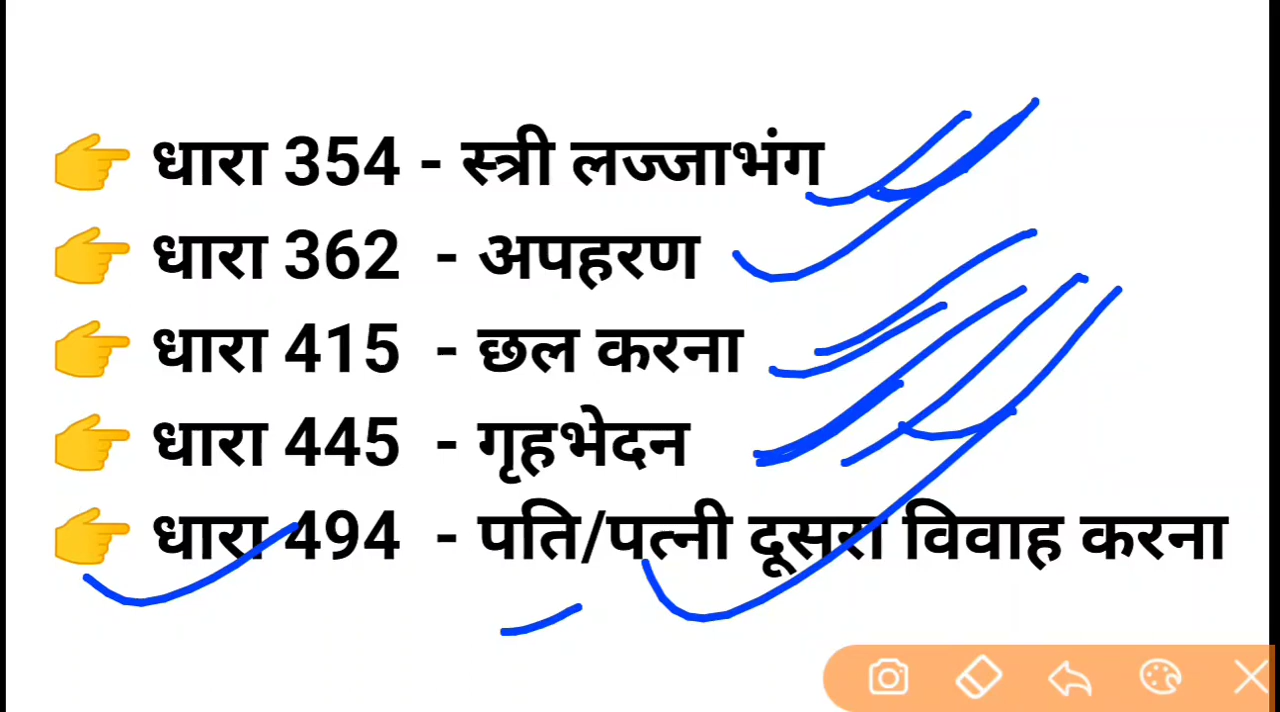 👉 धारा 354 - स्त्री लज्जाभंग
👉 धारा 362 - अपहरण
👉 धारा 415 - छल करना
👉 धारा 445 - गृहभेदन
👉 धारा 494 - पति/पत्नी दूसरा विवाह करना